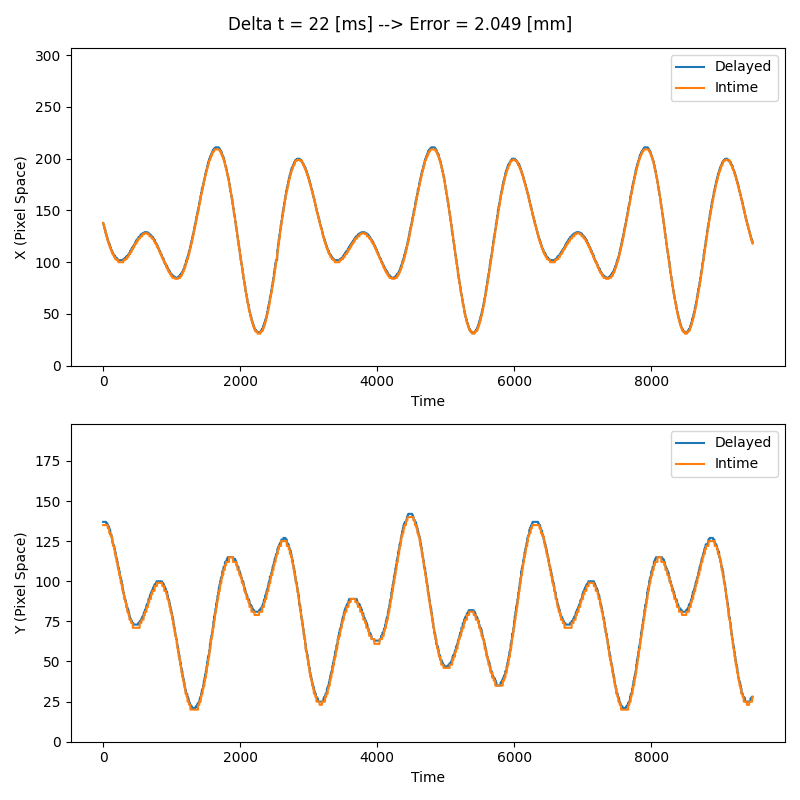 Delta t = 22 [ms] --> Error = 2.049 [mm]
300
250
200
150
100
50
0
X (Pixel Space)
Delayed
Intime
0 2000 4000 6000 8000
Time
175
150
125
100
75
50
25
0
Y (Pixel Space)
Delayed
Intime
0 2000 4000 6000 8000
Time